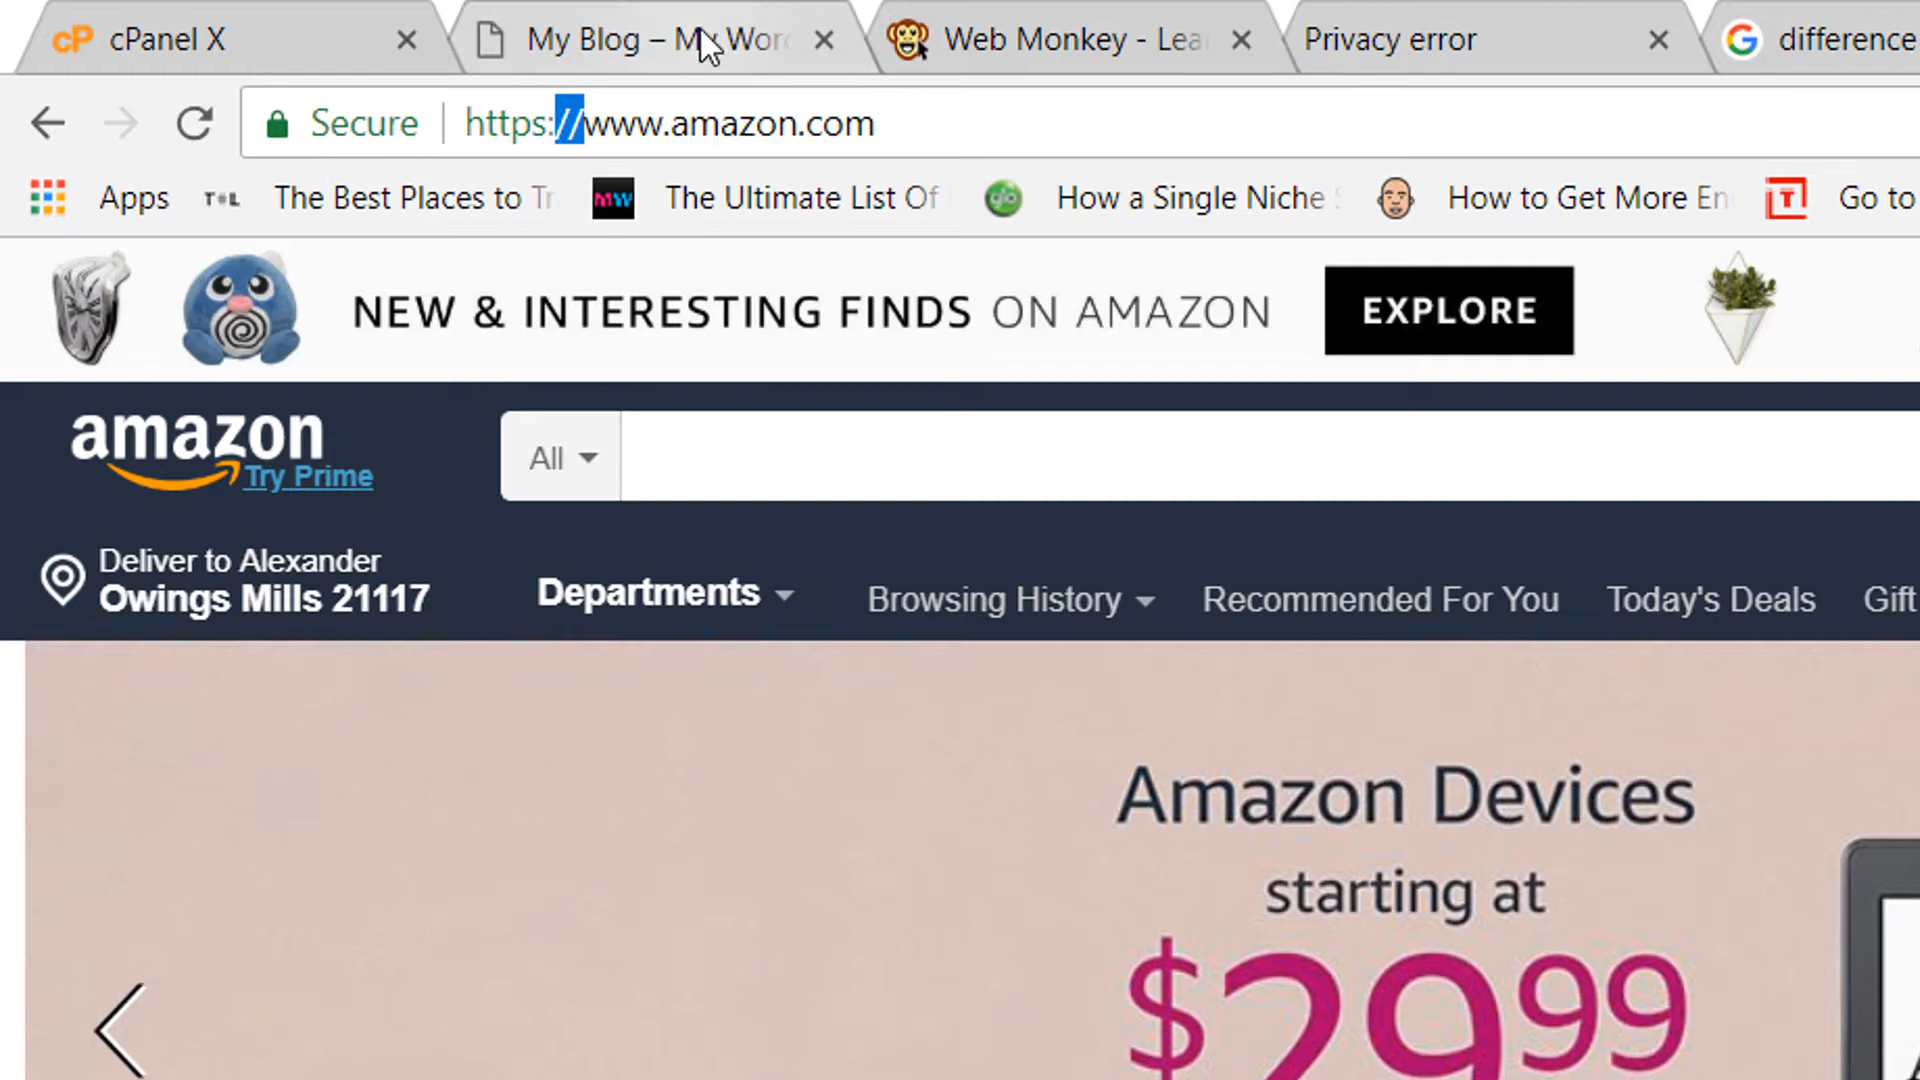 cPanel X
My Blog – My Wor
Web Monkey - Lea
Privacy error
difference
Secure https://www.amazon.com
Apps
T+L The Best Places to Tr
MW The Ultimate List Of
glo How a Single Niche
How to Get More En
T Go to
NEW & INTERESTING FINDS ON AMAZON
EXPLORE
amazon
Try Prime
All
Deliver to Alexander
Owings Mills 21117
Departments
Browsing History
Recommended For You
Today's Deals
Gift
Amazon Devices
starting at
$2999